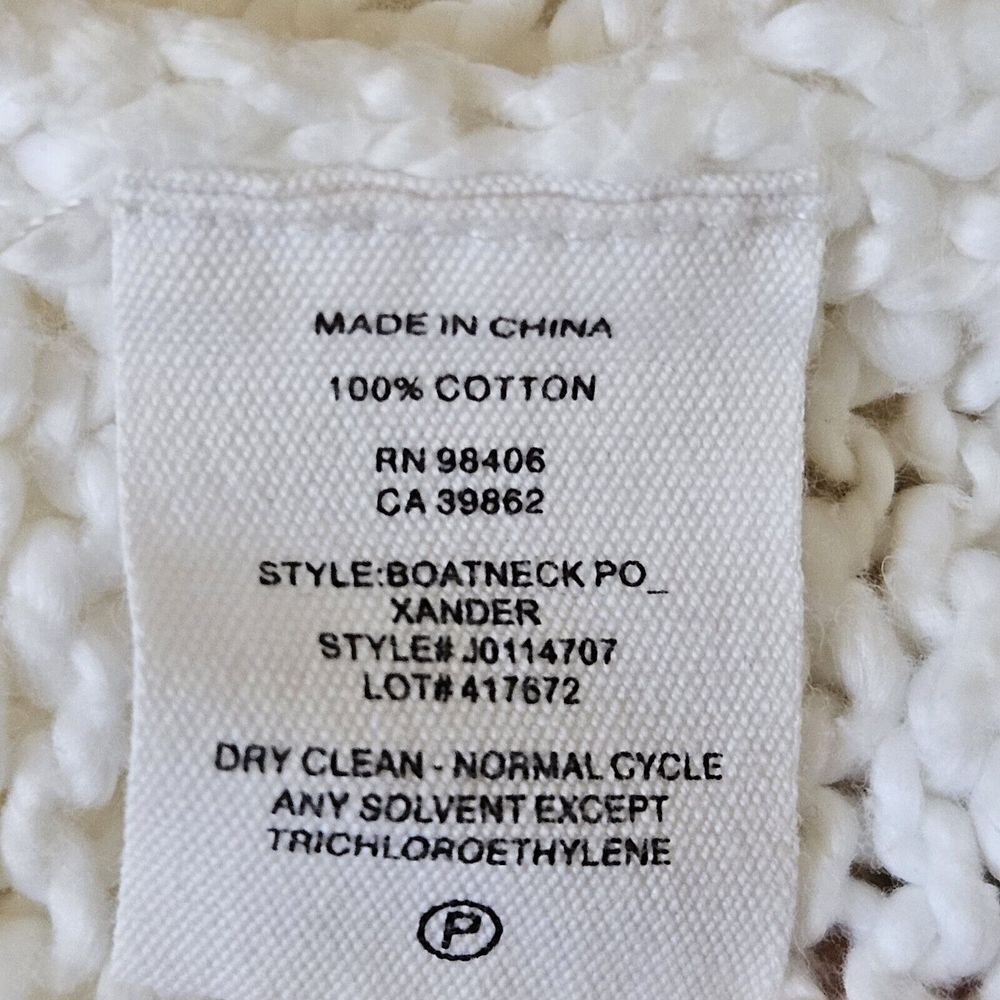 MADE IN CHINA
100% COTTON
RN 98406
CA 39862
STYLE:BOATNECK PO_
XANDER
STYLE# J0114707
LOT# 417672
DRY CLEAN - NORMAL CYCLE
ANY SOLVENT EXCEPT
TRICHLOROETHYLENE
P